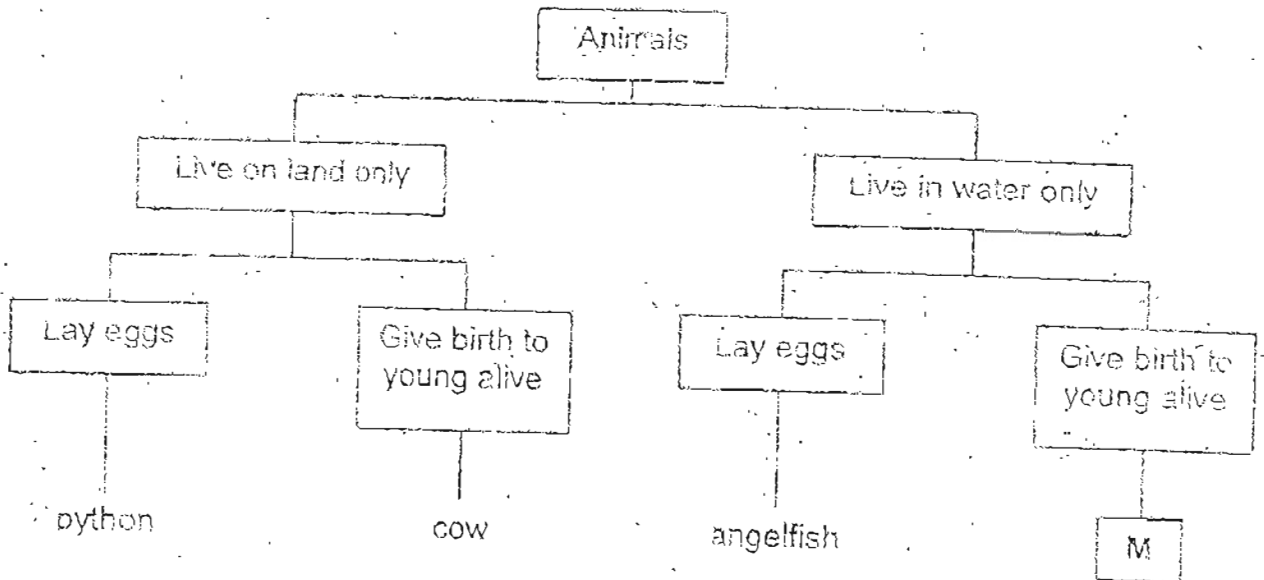 Animals
Live on land only
Live in water only
Lay eggs
Give birth to
young alive
Lay eggs
Give birth to
young alive
python
cow
angelfish
M